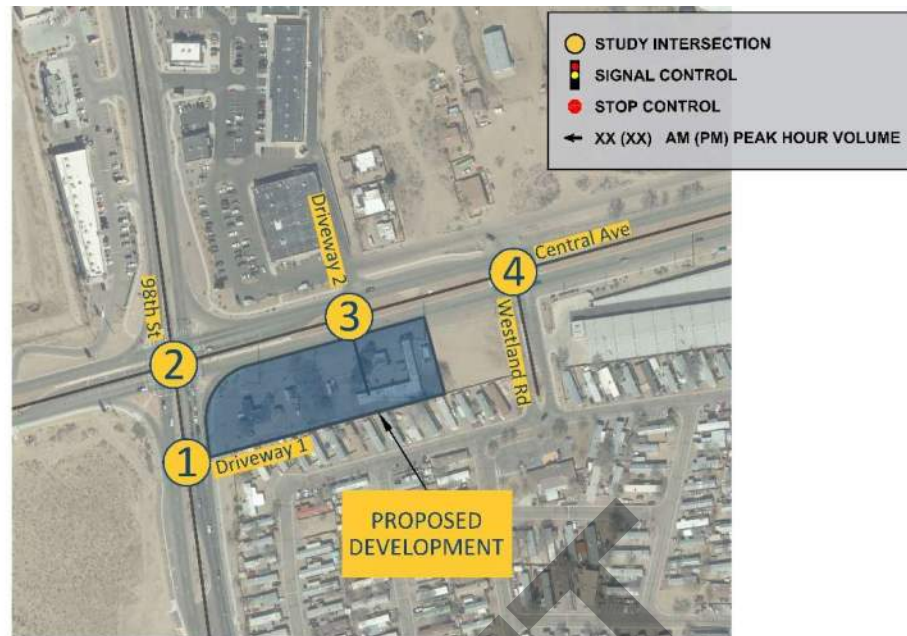 STUDY INTERSECTION
SIGNAL CONTROL
STOP CONTROL
XX (XX) AM (PM) PEAK HOUR VOLUME
Driveway 2
4
Central Ave
98th St
3
Westland Rd
2
1
Driveway 1
PROPOSED
DEVELOPMENT